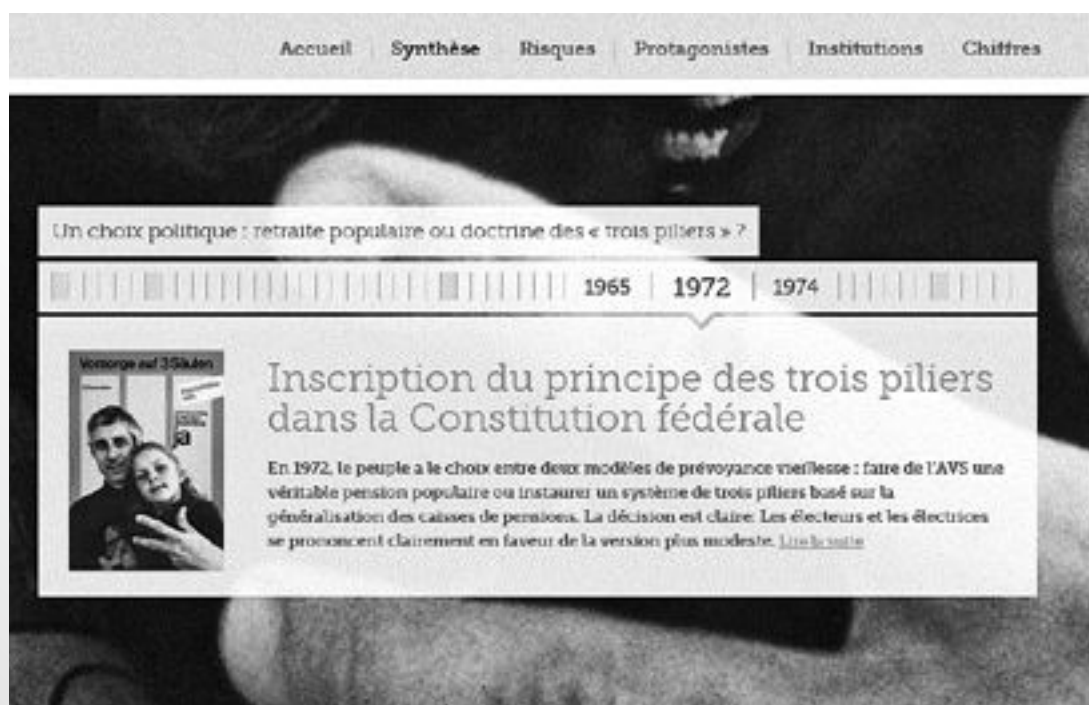 Accueil Synthèse Risques Protagonistes Institutions Chiffres
Un choix politique : retraite populaire ou doctrine des « trois piliers » ?
1965 1972 1974
Vorsorge auf 3 Säulen
Inscription du principe des trois piliers
dans la Constitution fédérale
En 1972, le peuple a le choix entre deux modèles de prévoyance vieillesse : faire de l'AVS une
véritable pension populaire ou instaurer un système de trois piliers basé sur la
généralisation des caisses de pensions. La décision est claire: Les électeurs et les électrices
se prononcent clairement en faveur de la version plus modeste. Lire la suite